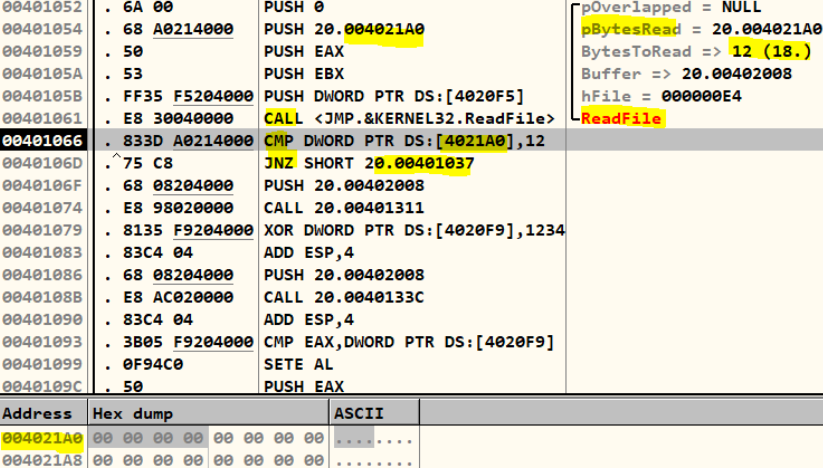 00401052 . 6A 00 PUSH 0 pOverlapped = NULL
00401054 . 68 A0214000 PUSH 20.004021A0 pBytesRead = 20.004021A0
00401059 . 50 PUSH EAX BytesToRead => 12 (18.)
0040105A . 53 PUSH EBX Buffer => 20.00402008
0040105B . FF35 F5204000 PUSH DWORD PTR DS:[4020F5] hFile = 000000E4
00401061 . E8 30040000 CALL <JMP.&KERNEL32.ReadFile> ReadFile
00401066 . 833D A0214000 CMP DWORD PTR DS:[4021A0],12
0040106D .^75 C8 JNZ SHORT 20.00401037
0040106F . 68 08204000 PUSH 20.00402008
00401074 . E8 98020000 CALL 20.00401311
00401079 . 8135 F9204000 XOR DWORD PTR DS:[4020F9],1234
00401083 . 83C4 04 ADD ESP,4
00401086 . 68 08204000 PUSH 20.00402008
0040108B . E8 AC020000 CALL 20.0040133C
00401090 . 83C4 04 ADD ESP,4
00401093 . 3B05 F9204000 CMP EAX,DWORD PTR DS:[4020F9]
00401099 . 0F94C0 SETE AL
0040109C . 50 PUSH EAX
Address Hex dump ASCII
004021A0 00 00 00 00 00 00 00 00 ........
004021A8 00 00 00 00 00 00 00 00 ........